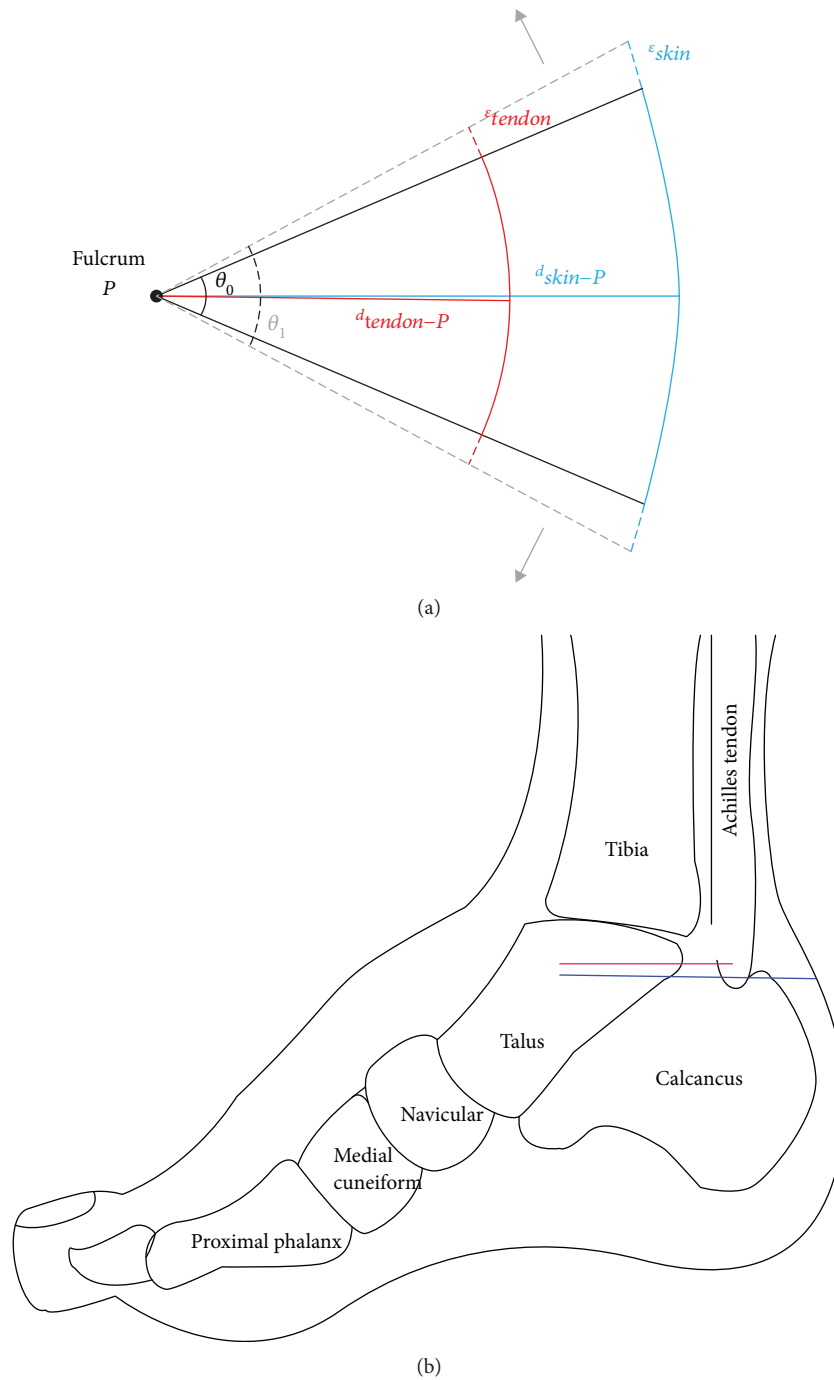 εskin
εtendon
Fulcrum
P
θ0
dskin–P
dtendon–P
θ1
(a)
Achilles tendon
Tibia
Talus
Calcancus
Navicular
Medial
cuneiform
Proximal phalanx
(b)